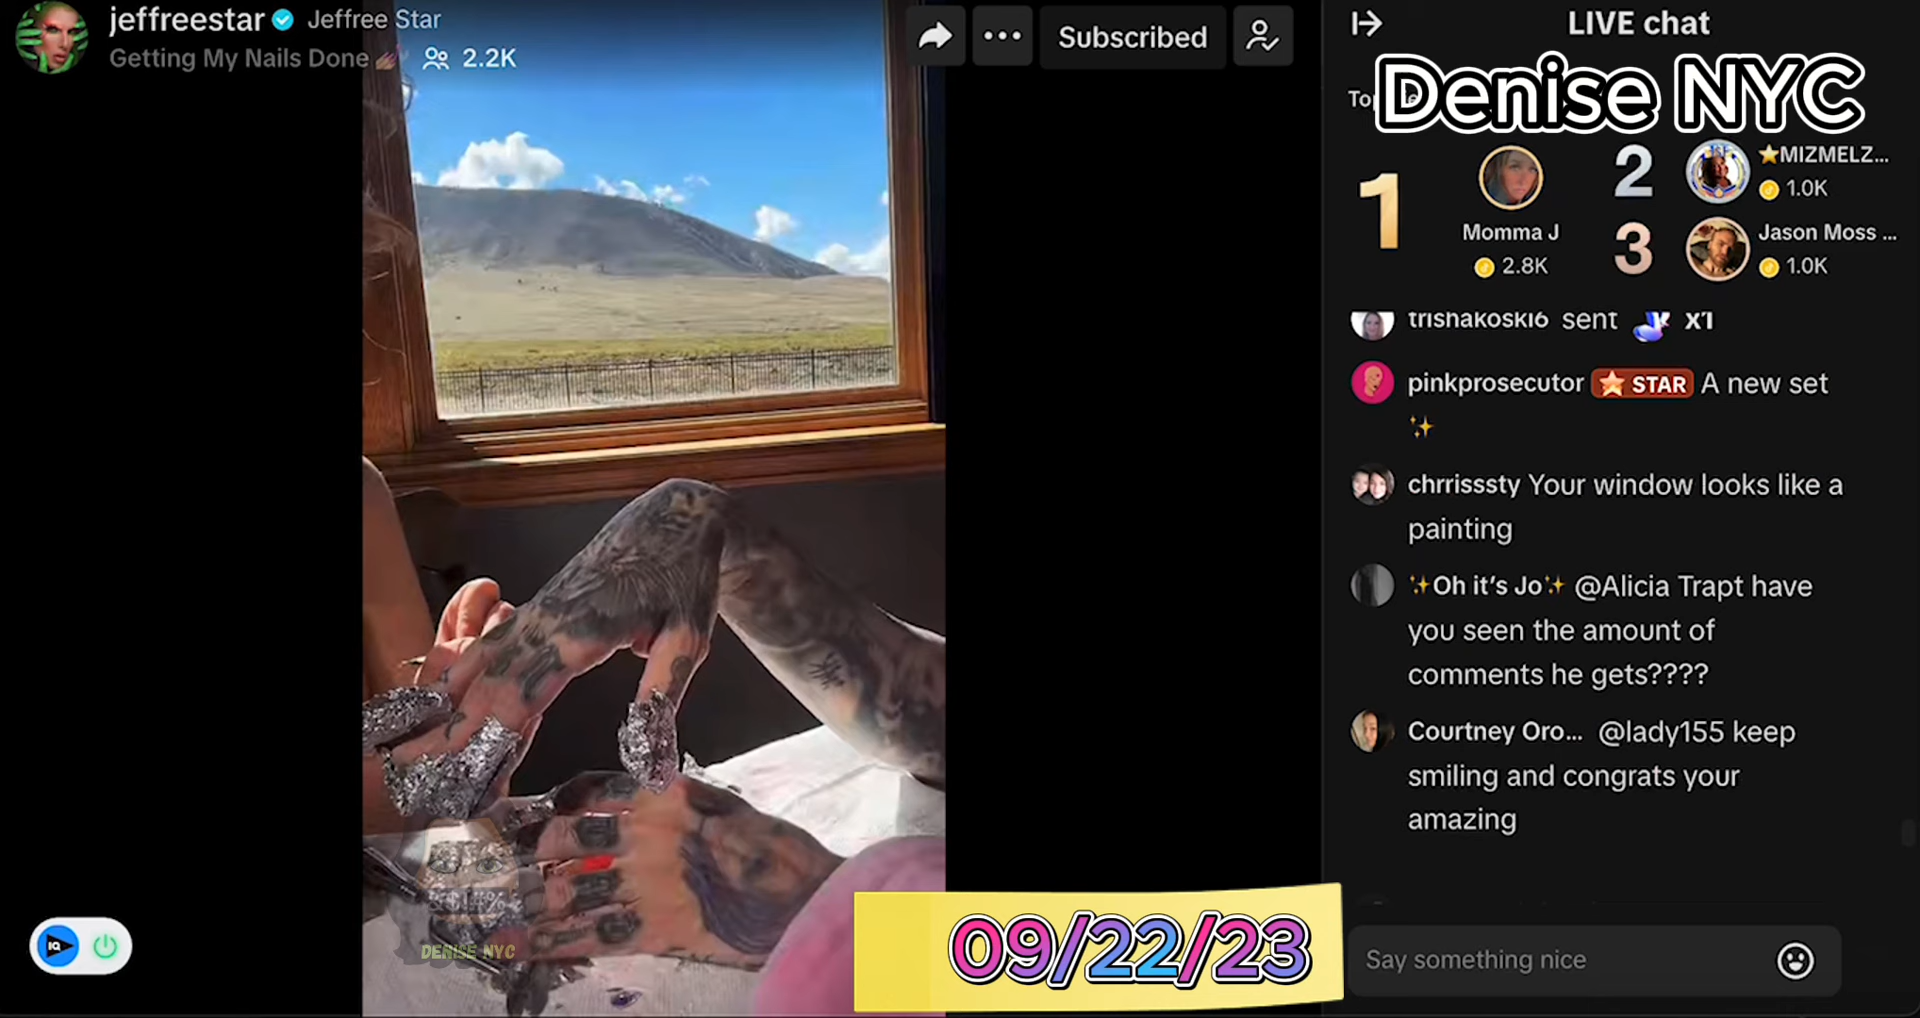 jeffreestar Jeffree Star
Getting My Nails Done 2.2K
Subscribed
LIVE chat
Denise NYC
1
Momma J
2.8K
2
MIZMELZ...
1.0K
3
Jason Moss ...
1.0K
trishakoski6 sent x1
pinkprosecutor STAR A new set
chrrisssty Your window looks like a
painting
Oh it's Jo @Alicia Trapt have
you seen the amount of
comments he gets????
Courtney Oro... @lady155 keep
smiling and congrats your
amazing
Say something nice
IQ
&!#%
DENISE NYC
09/22/23